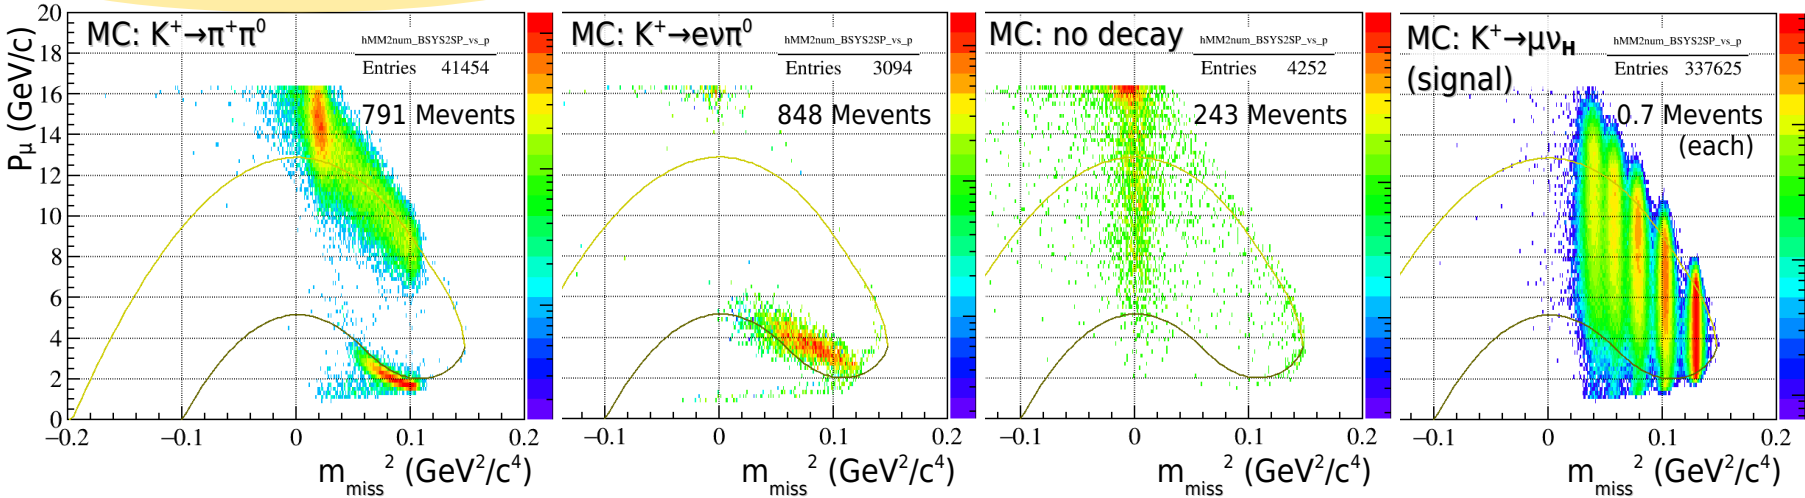 MC: K⁺→π⁺π⁰
hMM2num_BSYS2SP_vs_p
Entries 41454
791 Mevents
P_μ (GeV/c)
20
18
16
14
12
10
8
6
4
2
0
−0.2 −0.1 0 0.1 0.2
m_miss² (GeV²/c⁴)
MC: K⁺→eνπ⁰
hMM2num_BSYS2SP_vs_p
Entries 3094
848 Mevents
−0.1 0 0.1 0.2
m_miss² (GeV²/c⁴)
MC: no decay
hMM2num_BSYS2SP_vs_p
Entries 4252
243 Mevents
−0.1 0 0.1 0.2
m_miss² (GeV²/c⁴)
MC: K⁺→μν_H
(signal)
hMM2num_BSYS2SP_vs_p
Entries 337625
0.7 Mevents
(each)
−0.1 0 0.1 0.2
m_miss² (GeV²/c⁴)